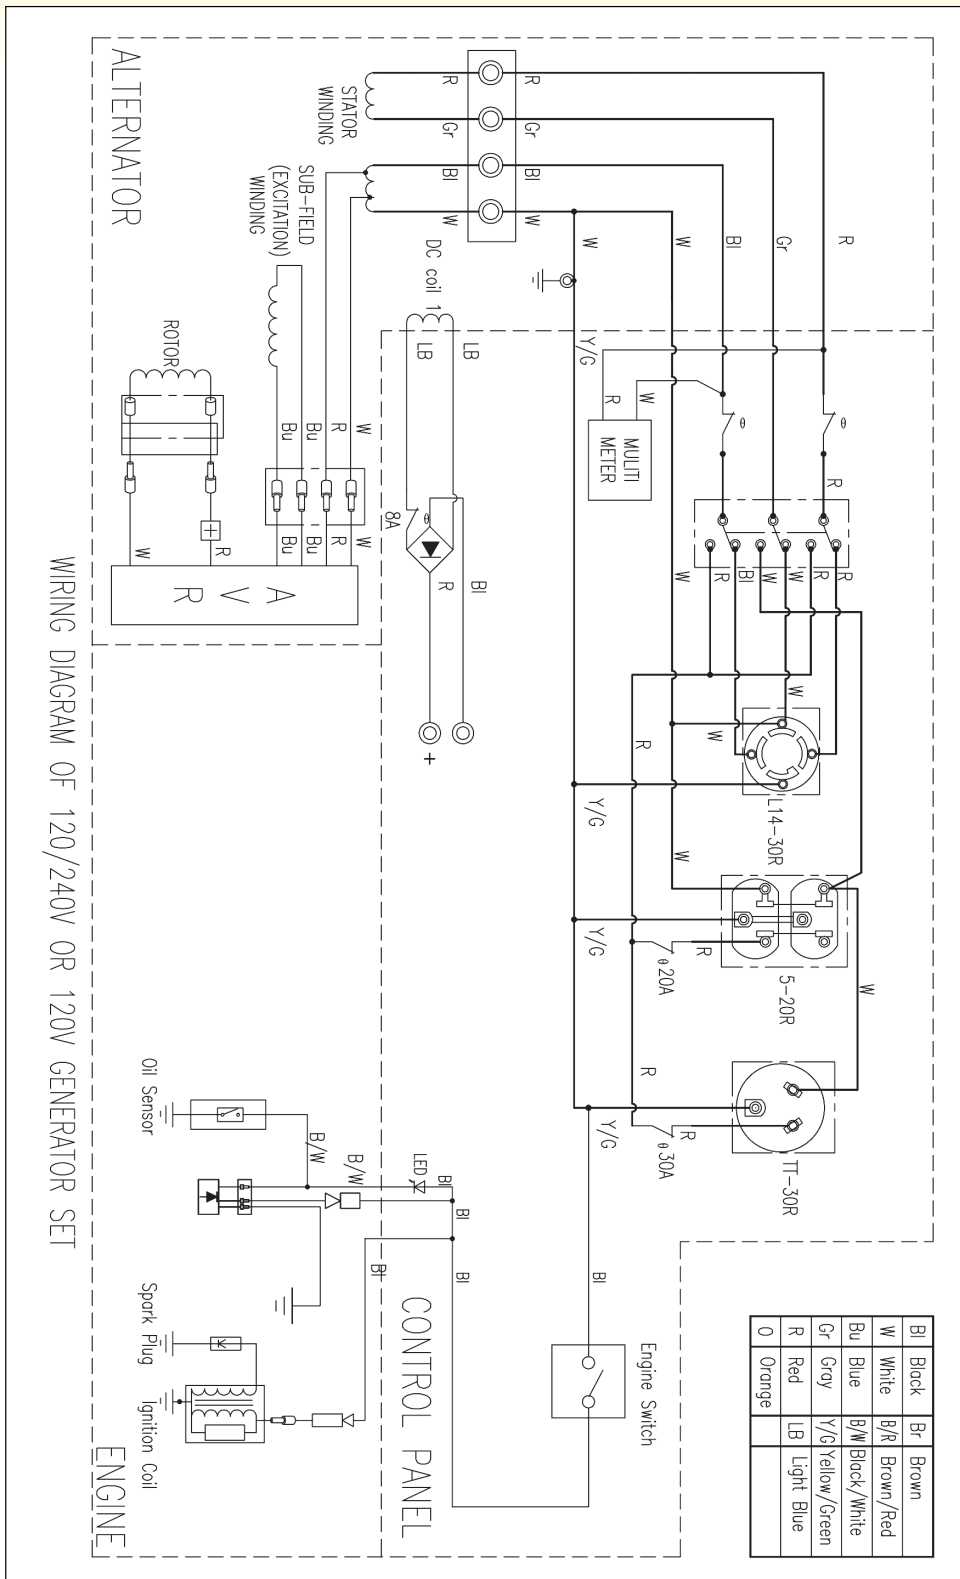 ALTERNATOR
STATOR
WINDING
SUB-FIELD
(EXCITATION)
WINDING
ROTOR
DC coil 1
R
Gr
Bl
W
R
Gr
Bl
W
R
Gr
Bl
W
W
Y/G
LB
LB
W
R
Bu
Bu
W
R
Bu
Bu
R
W
A V R
8A
R
Bl
+
W
R
MULITI
METER
R
R
R
W
W
Bl
R
W
W
W
R
L14-30R
Y/G
W
Y/G
5-20R
R
20A
W
R
R
30A
TT-30R
Y/G
Bl
Engine Switch
CONTROL PANEL
LED
Bl
Bl
Bl
Bl
B/W
B/W
Oil Sensor
Spark Plug
Ignition Coil
ENGINE
Bl Black Br Brown
W White B/R Brown/Red
Bu Blue B/W Black/White
Gr Gray Y/G Yellow/Green
R Red LB Light Blue
O Orange
WIRING DIAGRAM OF 120/240V OR 120V GENERATOR SET